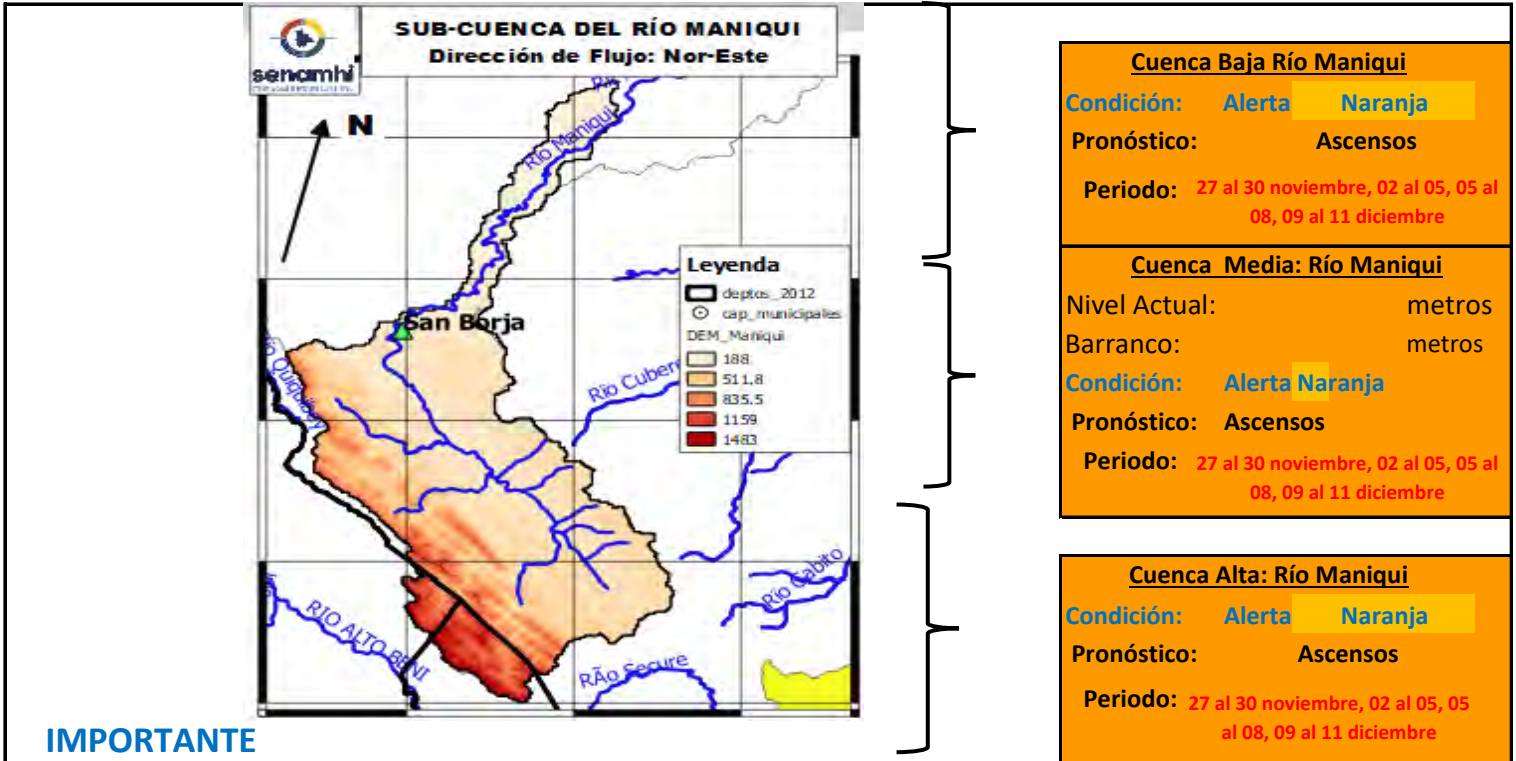 senamhi
SUB-CUENCA DEL RÍO MANIQUI
Dirección de Flujo: Nor-Este
N
Río Maniqui
San Borja
Río Quiquibey
Río Cubere
Río Cabito
RIO ALTO BENI
RÃo Secure
Leyenda
deptos_2012
cap_municipales
DEM_Maniqui
188
511,8
835.5
1159
1483
Cuenca Baja Río Maniqui
Condición: Alerta Naranja
Pronóstico: Ascensos
Periodo: 27 al 30 noviembre, 02 al 05, 05 al
08, 09 al 11 diciembre
Cuenca Media: Río Maniqui
Nivel Actual: metros
Barranco: metros
Condición: Alerta Naranja
Pronóstico: Ascensos
Periodo: 27 al 30 noviembre, 02 al 05, 05 al
08, 09 al 11 diciembre
Cuenca Alta: Río Maniqui
Condición: Alerta Naranja
Pronóstico: Ascensos
Periodo: 27 al 30 noviembre, 02 al 05, 05
al 08, 09 al 11 diciembre
IMPORTANTE